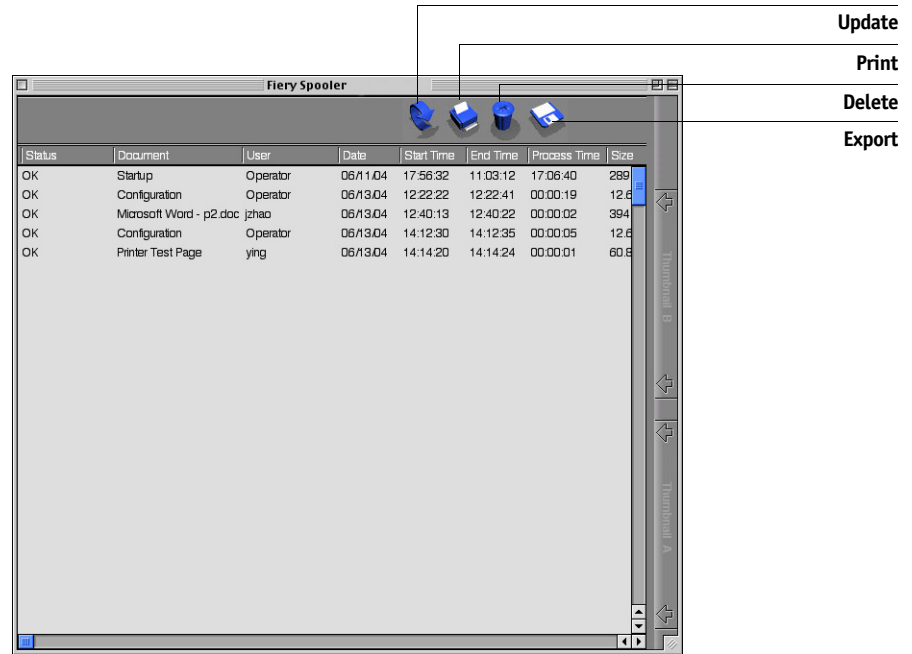 Update
Print
Delete
Export
Fiery Spooler
Status Document User Date Start Time End Time Process Time Size
OK Startup Operator 06/11/04 17:56:32 11:03:12 17:06:40 289
OK Configuration Operator 06/13/04 12:22:22 12:22:41 00:00:19 12.6
OK Microsoft Word - p2.doc jzhao 06/13/04 12:40:13 12:40:22 00:00:02 394
OK Configuration Operator 06/13/04 14:12:30 14:12:35 00:00:05 12.6
OK Printer Test Page ying 06/13/04 14:14:20 14:14:24 00:00:01 60.8
Thumbnail B
Thumbnail A